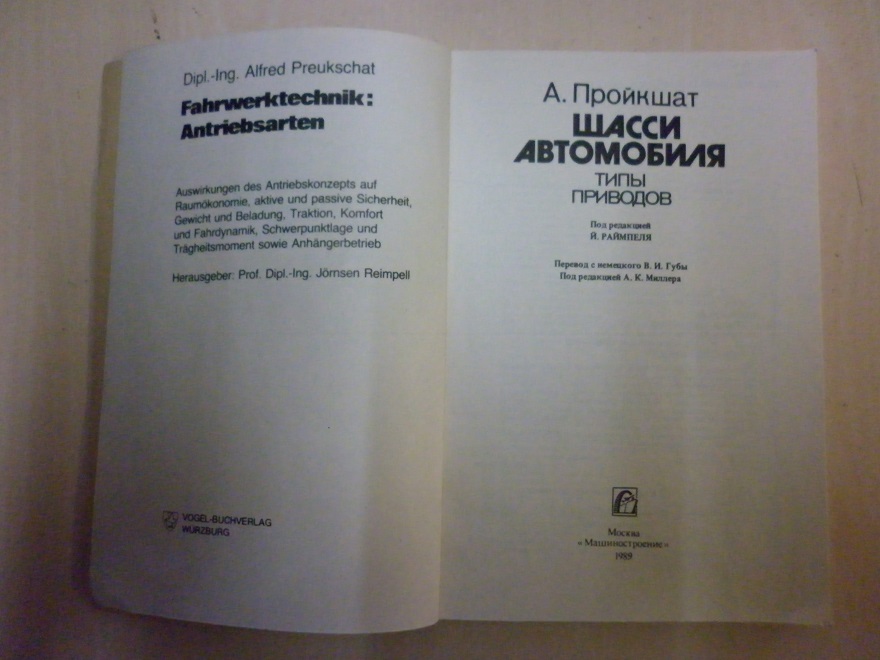 Dipl.-Ing. Alfred Preukschat
Fahrwerktechnik:
Antriebsarten
Auswirkungen des Antriebskonzepts auf
Raumökonomie, aktive und passive Sicherheit,
Gewicht und Beladung, Traktion, Komfort
und Fahrdynamik, Schwerpunktlage und
Trägheitsmoment sowie Anhängerbetrieb
Herausgeber: Prof. Dipl.-Ing. Jörnsen Reimpell
VOGEL-BUCHVERLAG
WÜRZBURG
А. Пройкшат
ШАССИ
АВТОМОБИЛЯ
ТИПЫ
ПРИВОДОВ
Под редакцией
Й. РАЙМПЕЛЯ
Перевод с немецкого В. И. Губы
Под редакцией А. К. Миллера
Москва
«Машиностроение»
1989